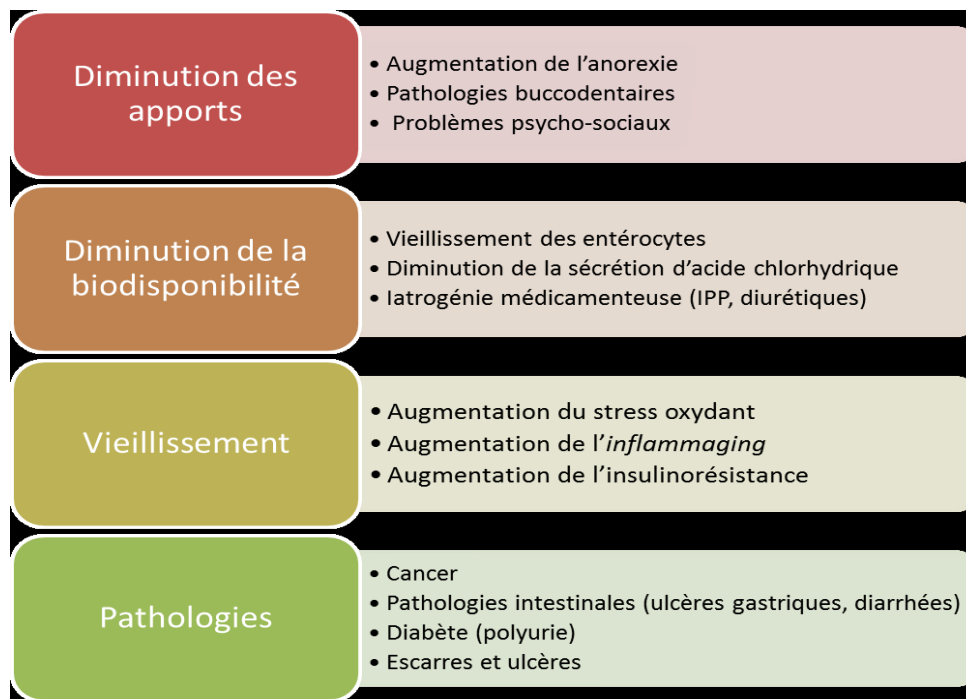 Diminution des
apports
• Augmentation de l’anorexie
• Pathologies buccodentaires
• Problèmes psycho-sociaux
Diminution de la
biodisponibilité
• Vieillissement des entérocytes
• Diminution de la sécrétion d’acide chlorhydrique
• Iatrogénie médicamenteuse (IPP, diurétiques)
Vieillissement
• Augmentation du stress oxydant
• Augmentation de l’inflammaging
• Augmentation de l’insulinorésistance
Pathologies
• Cancer
• Pathologies intestinales (ulcères gastriques, diarrhées)
• Diabète (polyurie)
• Escarres et ulcères